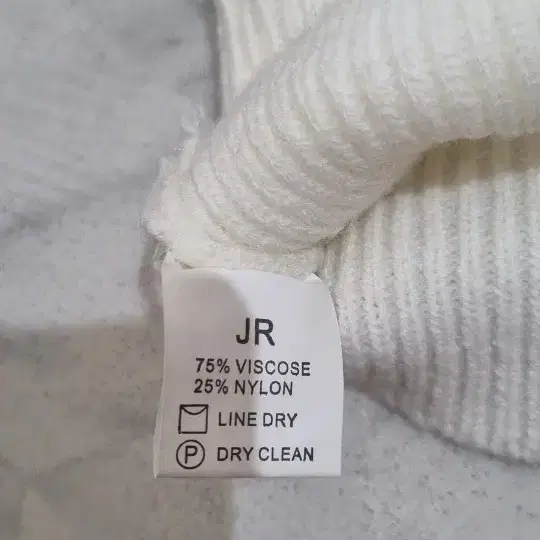 JR
75% VISCOSE
25% NYLON
LINE DRY
P DRY CLEAN